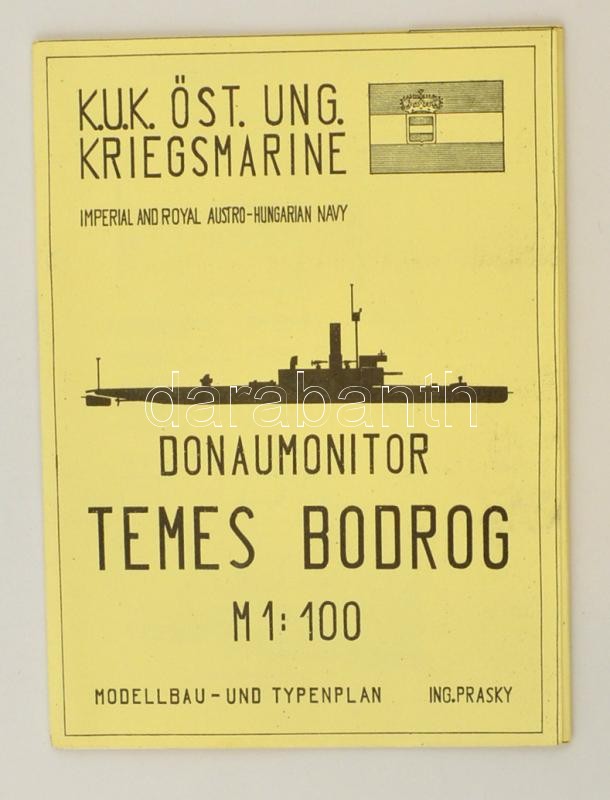 K.U.K. ÖST. UNG.
KRIEGSMARINE
IMPERIAL AND ROYAL AUSTRO-HUNGARIAN NAVY
darabanth
DONAUMONITOR
TEMES BODROG
M 1: 100
MODELLBAU - UND TYPENPLAN ING.PRASKY